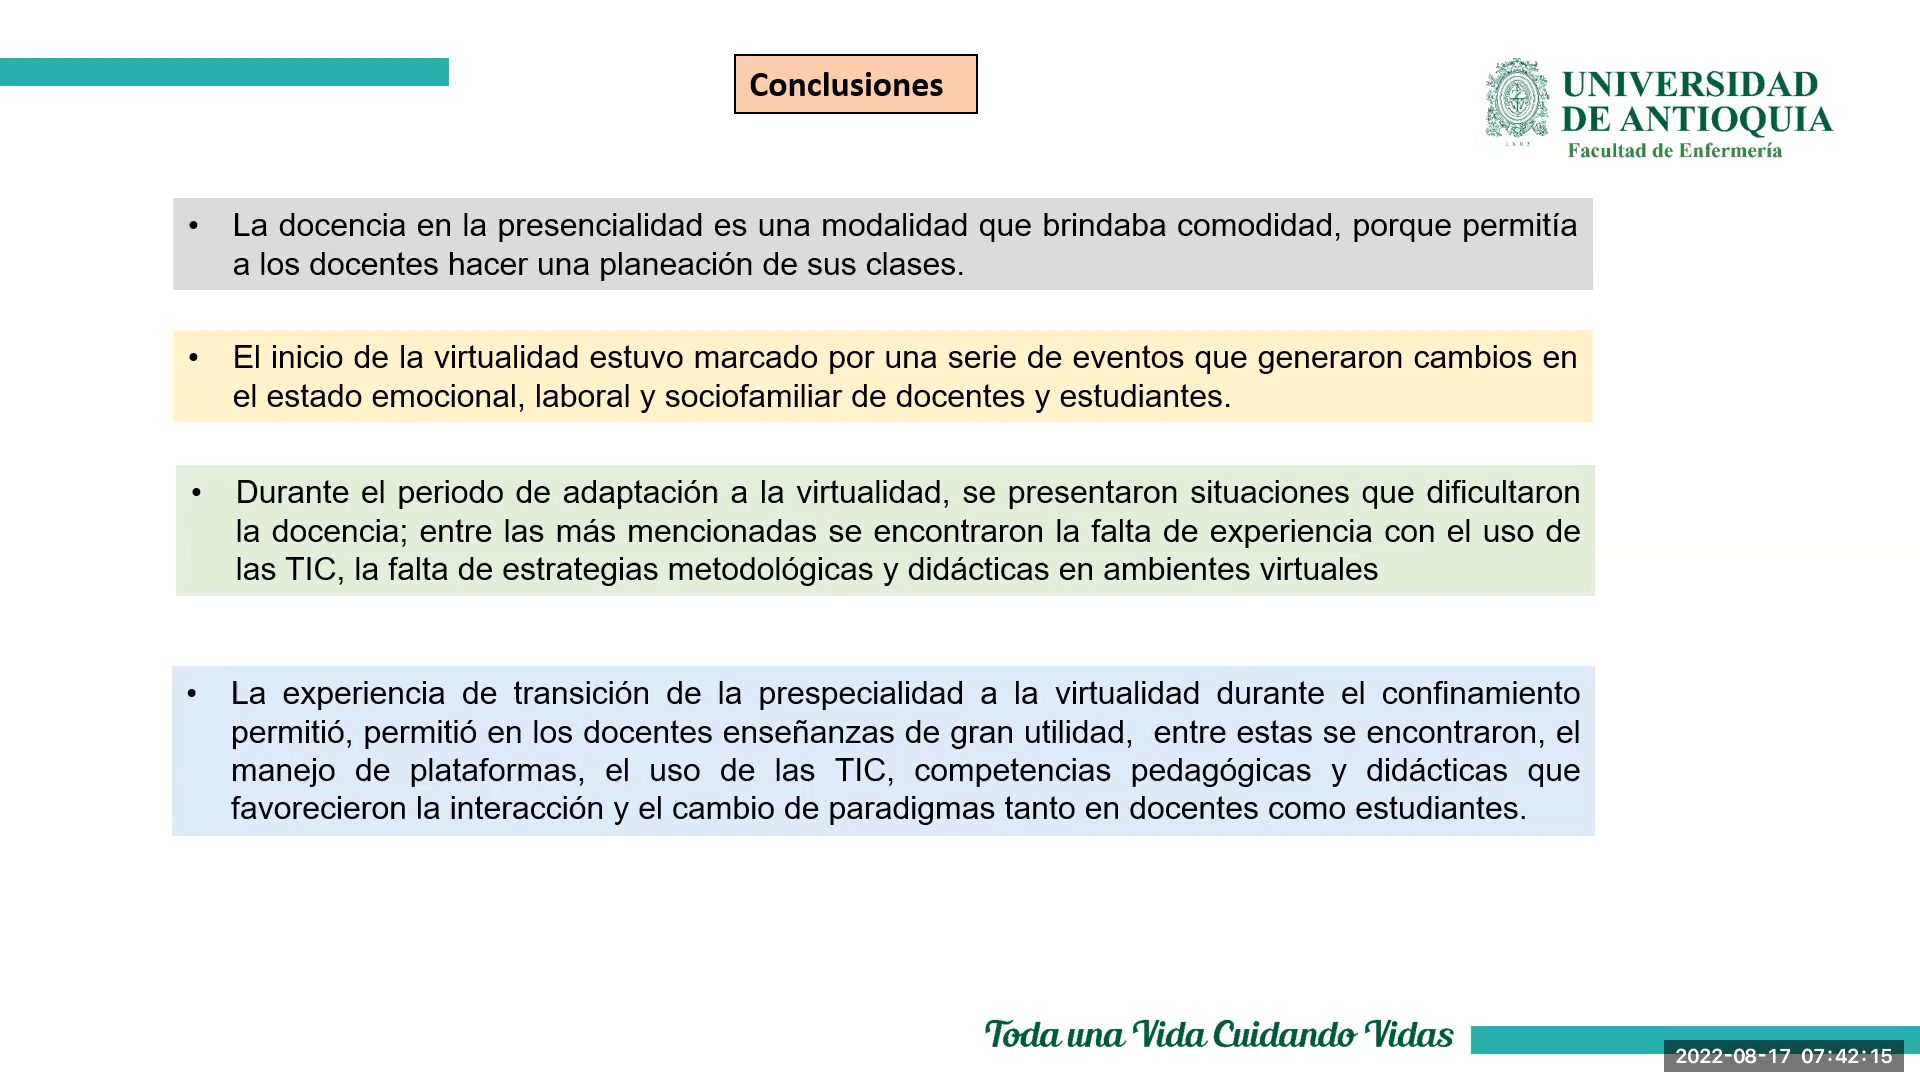 Conclusiones
UNIVERSIDAD
DE ANTIOQUIA
Facultad de Enfermería
1803
• La docencia en la presencialidad es una modalidad que brindaba comodidad, porque permitía
a los docentes hacer una planeación de sus clases.
• El inicio de la virtualidad estuvo marcado por una serie de eventos que generaron cambios en
el estado emocional, laboral y sociofamiliar de docentes y estudiantes.
• Durante el periodo de adaptación a la virtualidad, se presentaron situaciones que dificultaron
la docencia; entre las más mencionadas se encontraron la falta de experiencia con el uso de
las TIC, la falta de estrategias metodológicas y didácticas en ambientes virtuales
• La experiencia de transición de la prespecialidad a la virtualidad durante el confinamiento
permitió, permitió en los docentes enseñanzas de gran utilidad, entre estas se encontraron, el
manejo de plataformas, el uso de las TIC, competencias pedagógicas y didácticas que
favorecieron la interacción y el cambio de paradigmas tanto en docentes como estudiantes.
Toda una Vida Cuidando Vidas
2022-08-17 07:42:15